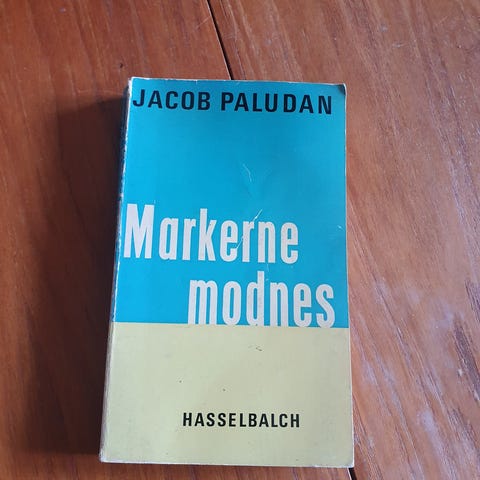 JACOB PALUDAN
Markerne
modnes
HASSELBALCH